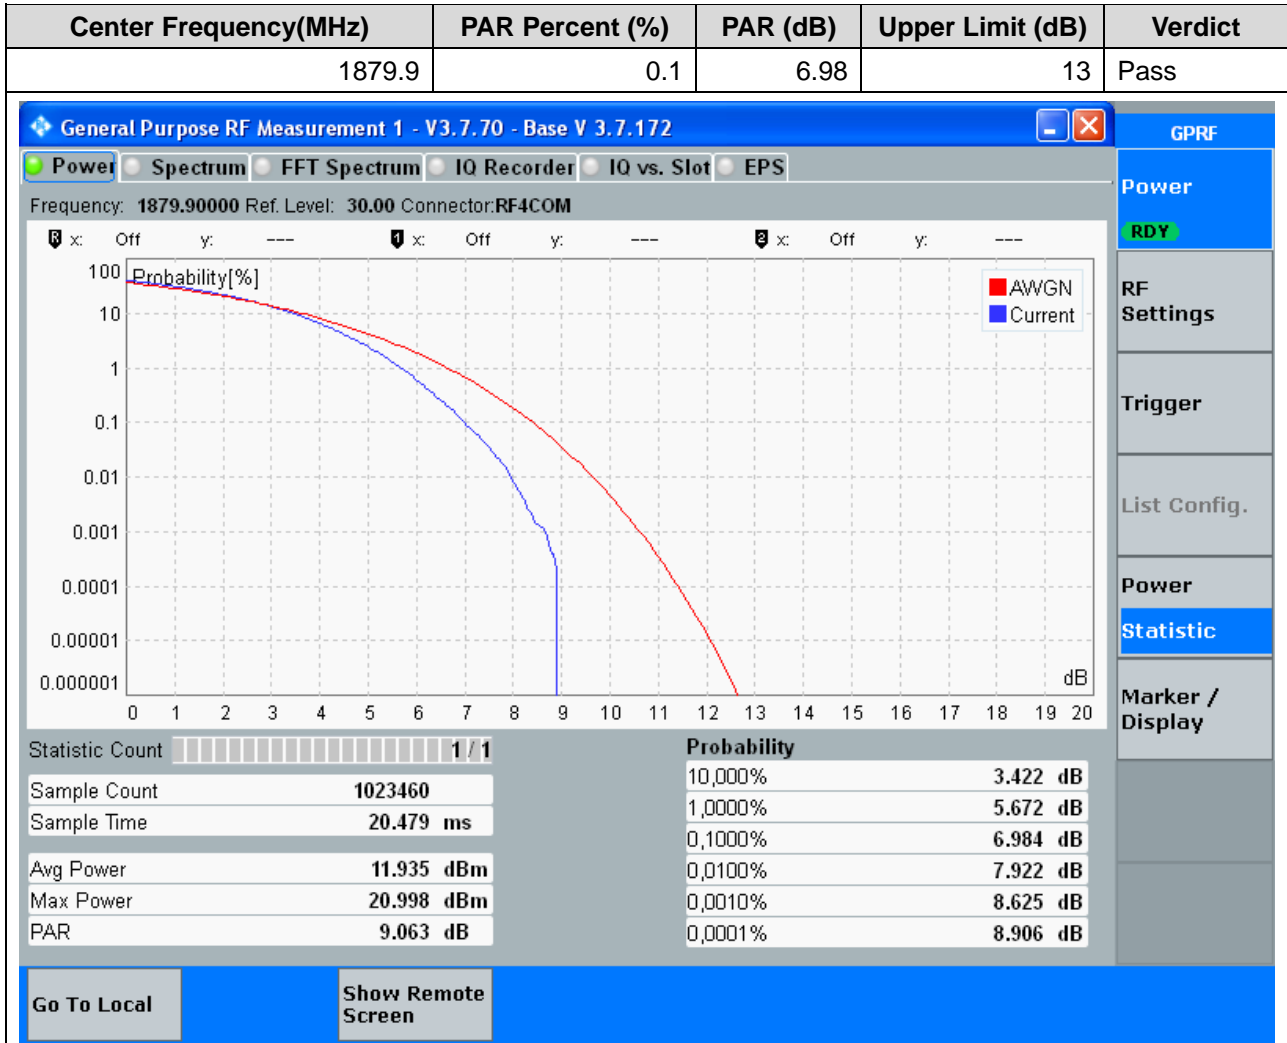 Center Frequency(MHz) PAR Percent (%) PAR (dB) Upper Limit (dB) Verdict
1879.9 0.1 6.98 13 Pass
General Purpose RF Measurement 1 - V3.7.70 - Base V 3.7.172
GPRF
Power Spectrum FFT Spectrum IQ Recorder IQ vs. Slot EPS
Power
RDY
Frequency: 1879.90000 Ref. Level: 30.00 Connector:RF4COM
R x: Off y: --- 1 x: Off y: --- 2 x: Off y: ---
Probability[%]
AWGN
Current
100
10
1
0.1
0.01
0.001
0.0001
0.00001
0.000001
dB
0 1 2 3 4 5 6 7 8 9 10 11 12 13 14 15 16 17 18 19 20
RF
Settings
Trigger
List Config.
Power
Statistic
Marker /
Display
Statistic Count 1 / 1
Sample Count 1023460
Sample Time 20.479 ms
Avg Power 11.935 dBm
Max Power 20.998 dBm
PAR 9.063 dB
Probability
10,000% 3.422 dB
1,0000% 5.672 dB
0,1000% 6.984 dB
0,0100% 7.922 dB
0,0010% 8.625 dB
0,0001% 8.906 dB
Go To Local
Show Remote
Screen